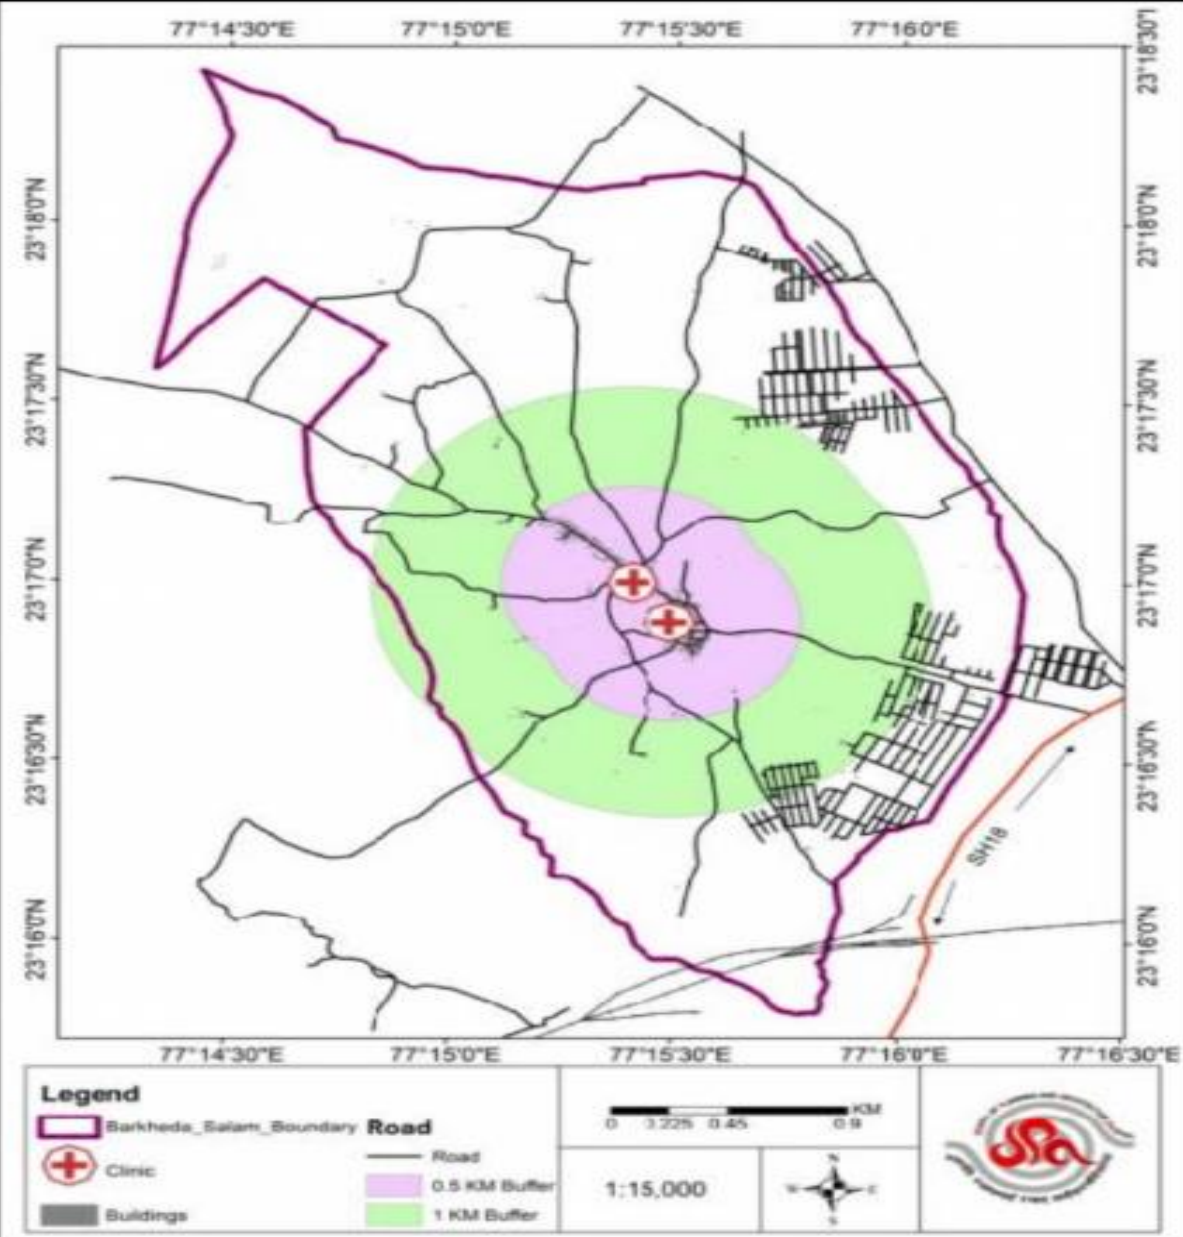 77°14'30"E 77°15'0"E 77°15'30"E 77°16'0"E
23°18'30"
23°18'0"N
23°18'0"N
23°17'30"N
23°17'30"N
23°17'0"N
23°17'0"N
23°16'30"N
23°16'30"N
SH18
23°16'0"N
23°16'0"N
77°14'30"E 77°15'0"E 77°15'30"E 77°16'0"E 77°16'30"E
Legend
Barkheda_Salam_Boundary
Clinic
Buildings
Road
Road
0.5 KM Buffer
1 KM Buffer
KM
0 0.225 0.45 0.9
1:15,000
N
W E
S
spa